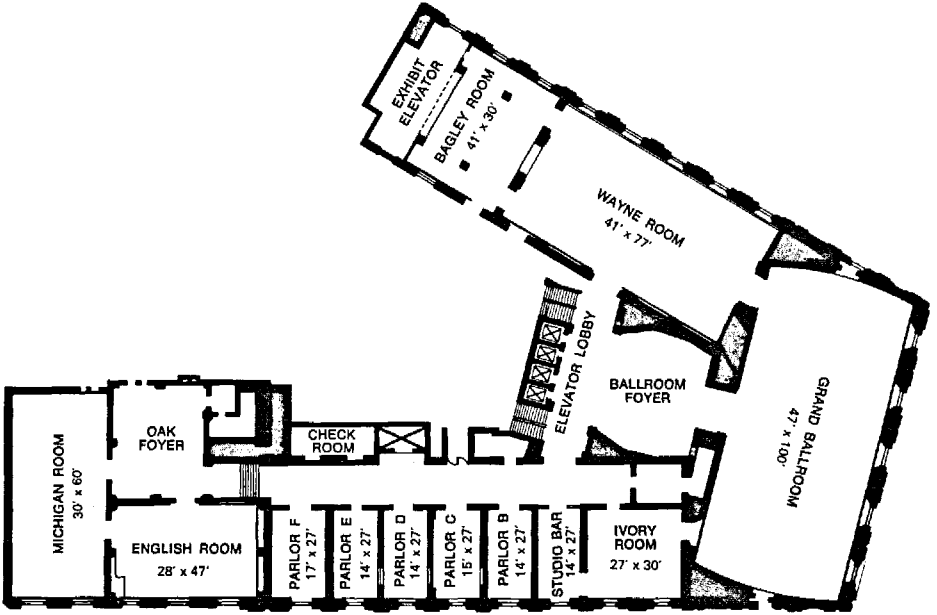 EXHIBIT
ELEVATOR
BAGLEY ROOM
41' x 30'
WAYNE ROOM
41' x 77'
ELEVATOR LOBBY
BALLROOM
FOYER
GRAND BALLROOM
47' x 100'
MICHIGAN ROOM
30' x 60'
OAK
FOYER
CHECK
ROOM
ENGLISH ROOM
28' x 47'
PARLOR F
17' x 27'
PARLOR E
14' x 27'
PARLOR D
14' x 27'
PARLOR C
15' x 27'
PARLOR B
14' x 27'
STUDIO BAR
14' x 27'
IVORY
ROOM
27' x 30'